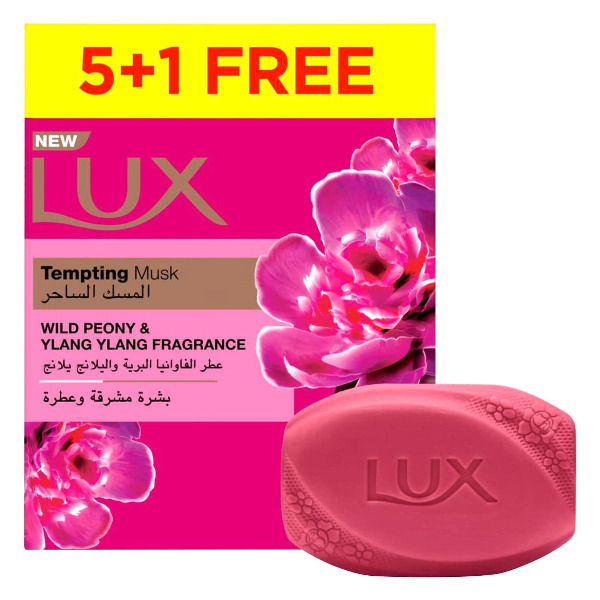 5+1 FREE
NEW
LUX
Tempting Musk
المسك الساحر
WILD PEONY &
YLANG YLANG FRAGRANCE
عطر الفاوانيا البرية واليلانج يلانج
بشرة مشرقة وعطرة
LUX